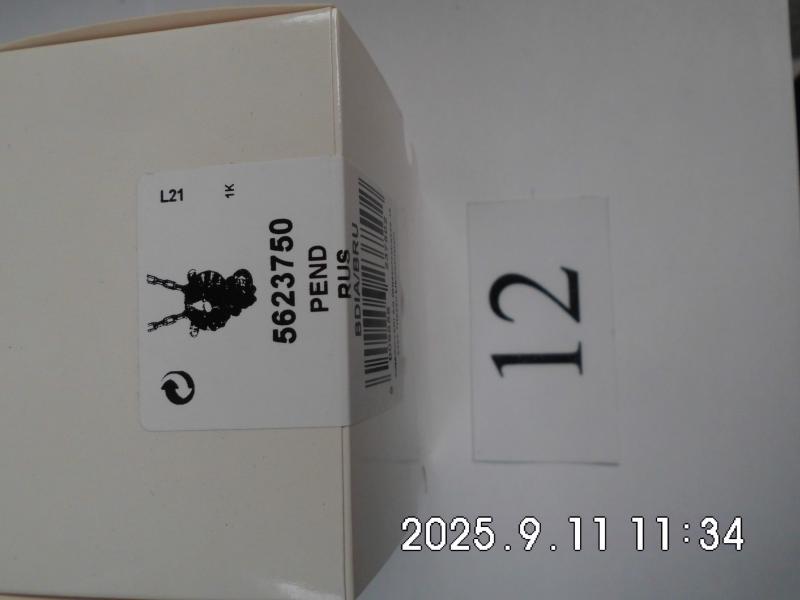 L21
1K
5623750
PEND
RUS
BDIA/BRU
12
2025.9.11 11:34